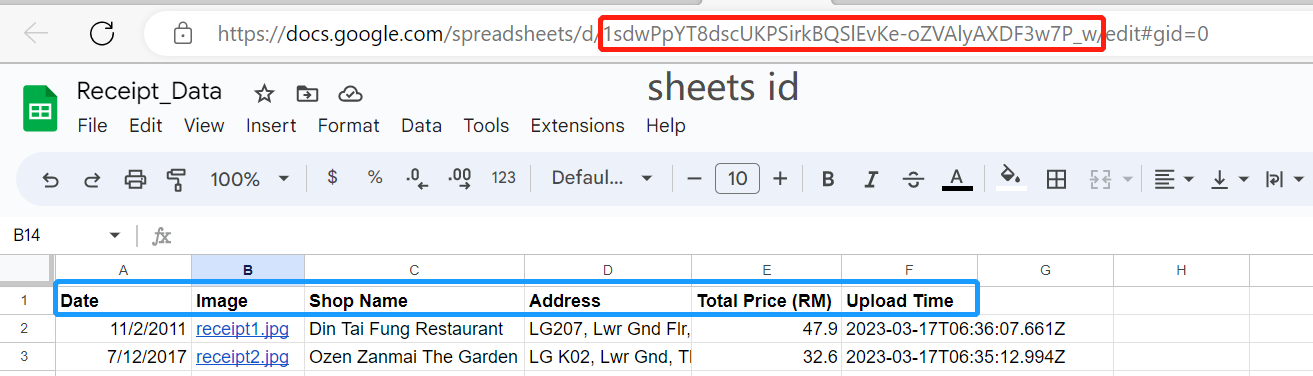 https://docs.google.com/spreadsheets/d/1sdwPpYT8dscUKPSirkBQSlEvKe-oZVAlyAXDF3w7P_w/edit#gid=0
Receipt_Data
sheets id
File Edit View Insert Format Data Tools Extensions Help
100% $ % .0 .00 123 Defaul... 10 B I S A
B14 fx
A B C D E F G H
1 Date Image Shop Name Address Total Price (RM) Upload Time
2 11/2/2011 receipt1.jpg Din Tai Fung Restaurant LG207, Lwr Gnd Flr, 47.9 2023-03-17T06:36:07.661Z
3 7/12/2017 receipt2.jpg Ozen Zanmai The Garden LG K02, Lwr Gnd, Tl 32.6 2023-03-17T06:35:12.994Z